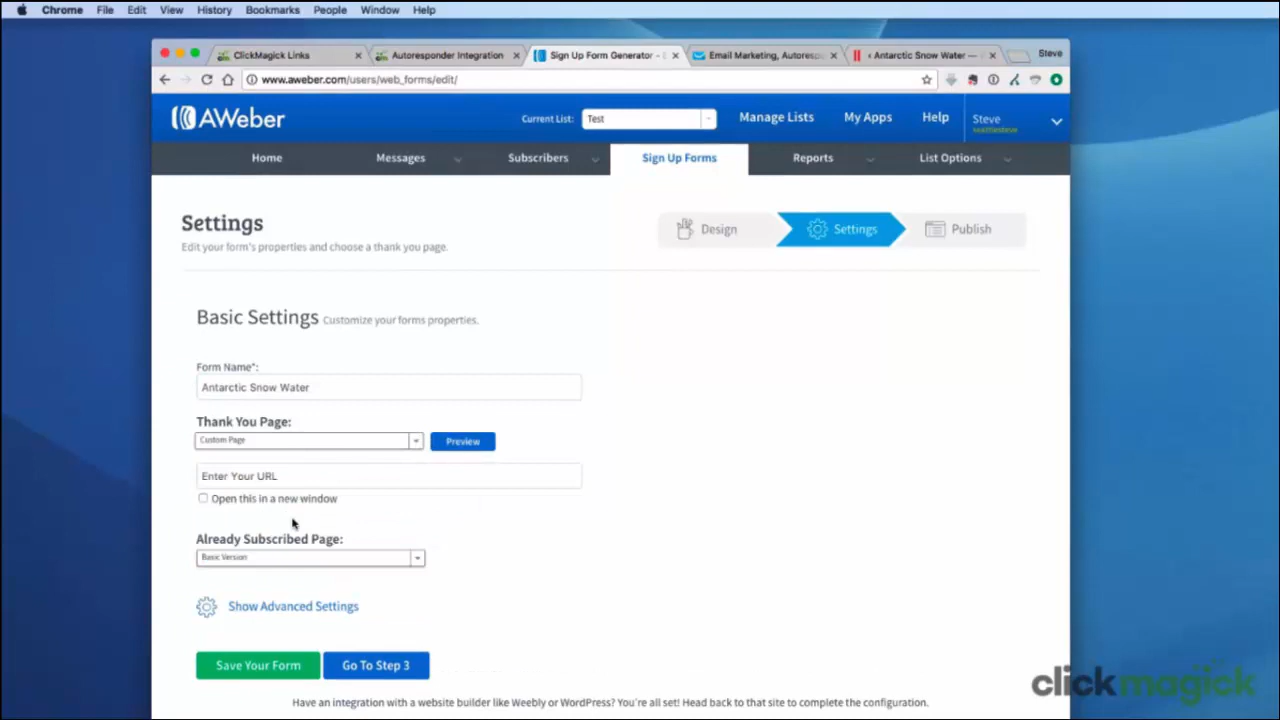 Chrome File Edit View History Bookmarks People Window Help
ClickMagick Links Autoresponder Integration Sign Up Form Generator - E Email Marketing, Autorespo Antarctic Snow Water — Steve
www.aweber.com/users/web_forms/edit/
AWeber Current List: Test Manage Lists My Apps Help Steve
seattlesteve
Home Messages Subscribers Sign Up Forms Reports List Options
Settings
Edit your form's properties and choose a thank you page.
Design Settings Publish
Basic Settings Customize your forms properties.
Form Name*:
Antarctic Snow Water
Thank You Page:
Custom Page Preview
Enter Your URL
Open this in a new window
Already Subscribed Page:
Basic Version
Show Advanced Settings
Save Your Form Go To Step 3
clickmagick
Have an integration with a website builder like Weebly or WordPress? You're all set! Head back to that site to complete the configuration.